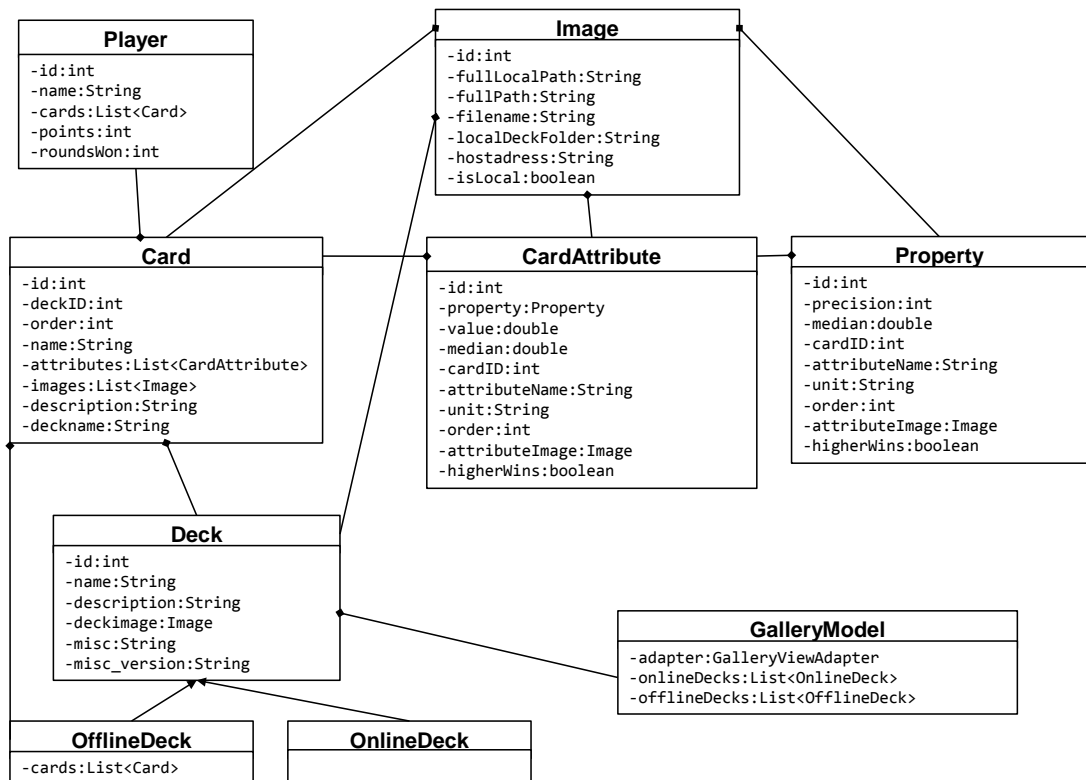 Player
-id:int
-name:String
-cards:List<Card>
-points:int
-roundsWon:int
Image
-id:int
-fullLocalPath:String
-fullPath:String
-filename:String
-localDeckFolder:String
-hostadress:String
-isLocal:boolean
Card
-id:int
-deckID:int
-order:int
-name:String
-attributes:List<CardAttribute>
-images:List<Image>
-description:String
-deckname:String
CardAttribute
-id:int
-property:Property
-value:double
-median:double
-cardID:int
-attributeName:String
-unit:String
-order:int
-attributeImage:Image
-higherWins:boolean
Property
-id:int
-precision:int
-median:double
-cardID:int
-attributeName:String
-unit:String
-order:int
-attributeImage:Image
-higherWins:boolean
Deck
-id:int
-name:String
-description:String
-deckimage:Image
-misc:String
-misc_version:String
GalleryModel
-adapter:GalleryViewAdapter
-onlineDecks:List<OnlineDeck>
-offlineDecks:List<OfflineDeck>
OfflineDeck
-cards:List<Card>
OnlineDeck